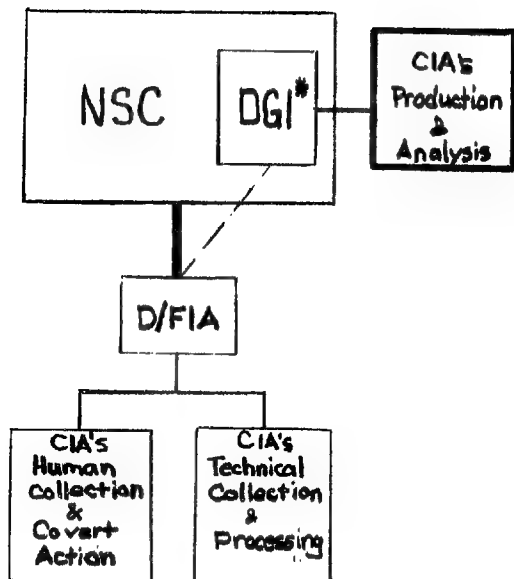 NSC
DGI*
CIA's
Production
&
Analysis
D/FIA
CIA's
Human
Collection
&
Covert
Action
CIA's
Technical
Collection
&
Processing